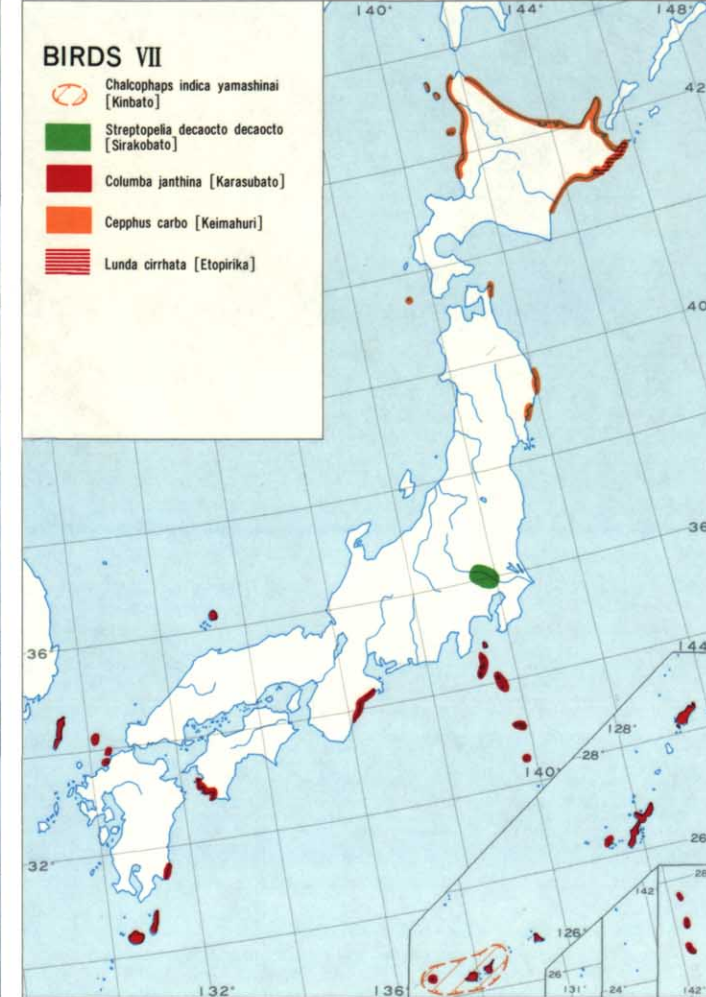 BIRDS VII
Chalcophaps indica yamashinai
[Kinbato]
Streptopelia decaocto decaocto
[Sirakobato]
Columba janthina [Karasubato]
Cepphus carbo [Keimahuri]
Lunda cirrhata [Etopirika]
140°
144°
148°
42
40
36
36°
144
128°
28°
140°
32°
26
28
142
126°
26°
132°
136°
131°
24°
142°